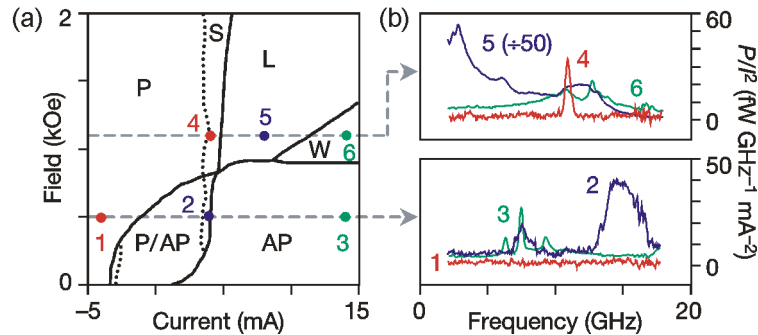 (a)
2
S
P
L
4
5
W
6
2
1
P/AP
AP
3
0
−5
5
15
Field (kOe)
Current (mA)
(b)
60
5 (÷50)
4
6
0
50
2
3
1
0
0
20
Frequency (GHz)
P/I² (fW GHz⁻¹ mA⁻²)